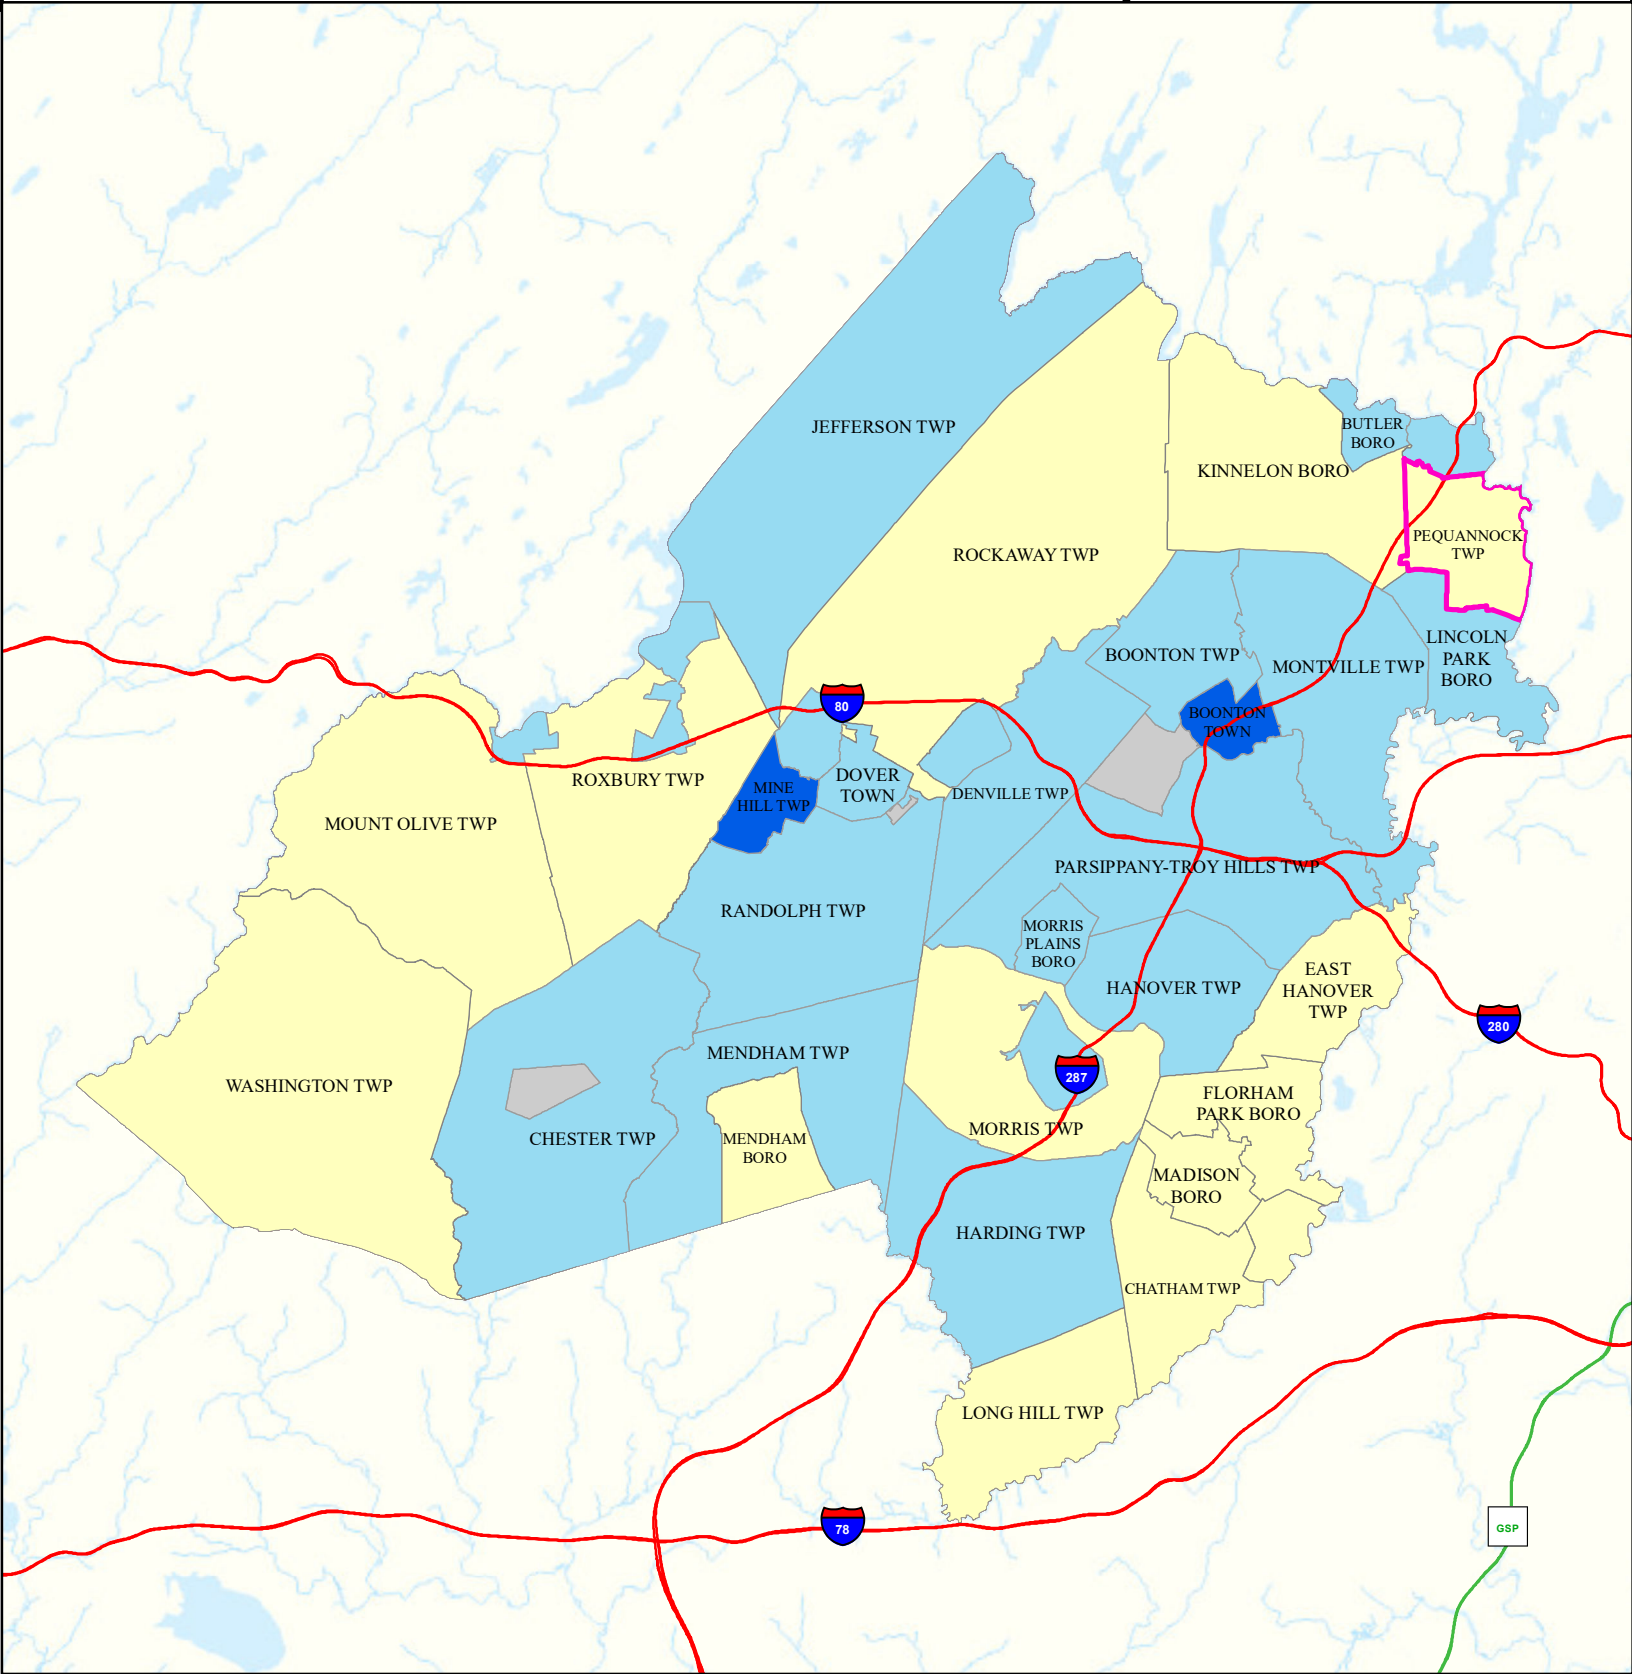 JEFFERSON TWP
BUTLER
BORO
KINNELON BORO
PEQUANNOCK
TWP
ROCKAWAY TWP
LINCOLN
PARK
BORO
BOONTON TWP
MONTVILLE TWP
80
BOONTON
TOWN
ROXBURY TWP
DOVER
TOWN
MINE
HILL TWP
DENVILLE TWP
MOUNT OLIVE TWP
PARSIPPANY-TROY HILLS TWP
RANDOLPH TWP
MORRIS
PLAINS
BORO
EAST
HANOVER
TWP
HANOVER TWP
280
MENDHAM TWP
287
WASHINGTON TWP
FLORHAM
PARK BORO
MORRIS TWP
CHESTER TWP
MENDHAM
BORO
MADISON
BORO
HARDING TWP
CHATHAM TWP
LONG HILL TWP
78
GSP